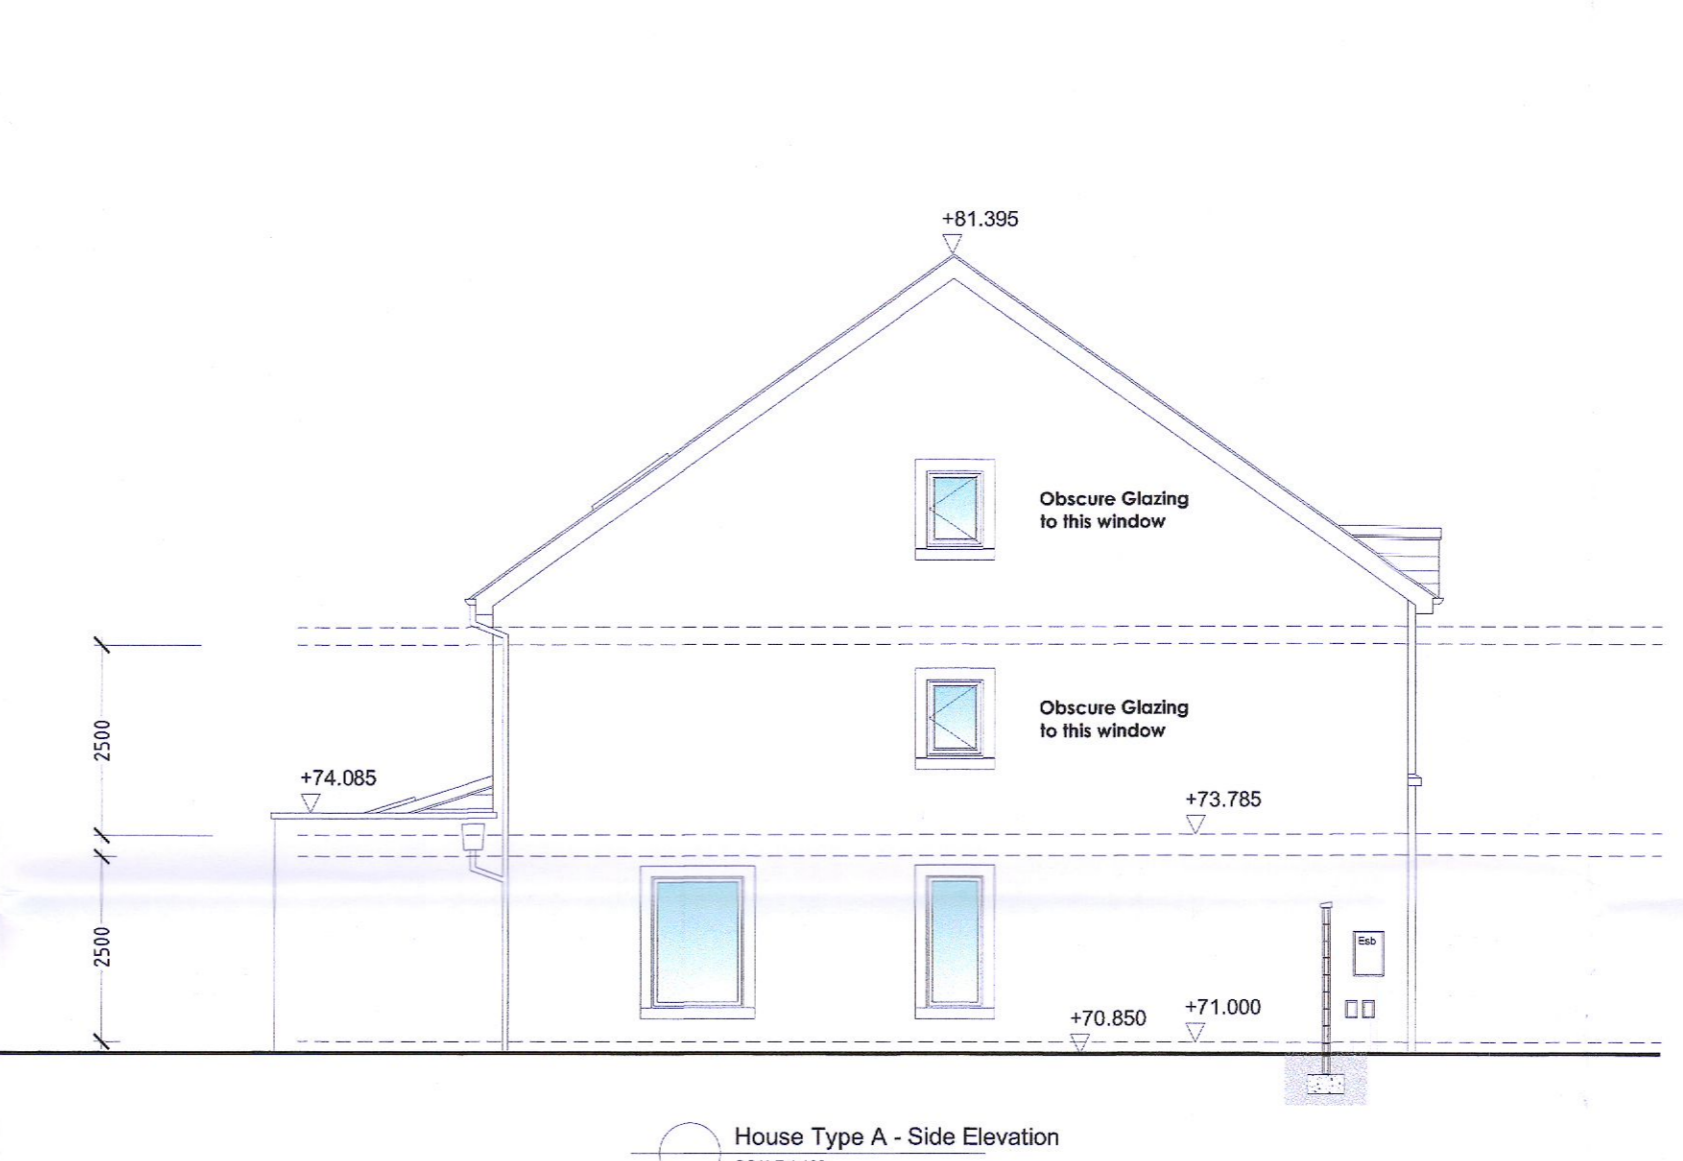 +81.395
Obscure Glazing
to this window
2500
Obscure Glazing
to this window
+74.085
+73.785
2500
Esb
+70.850
+71.000
House Type A - Side Elevation